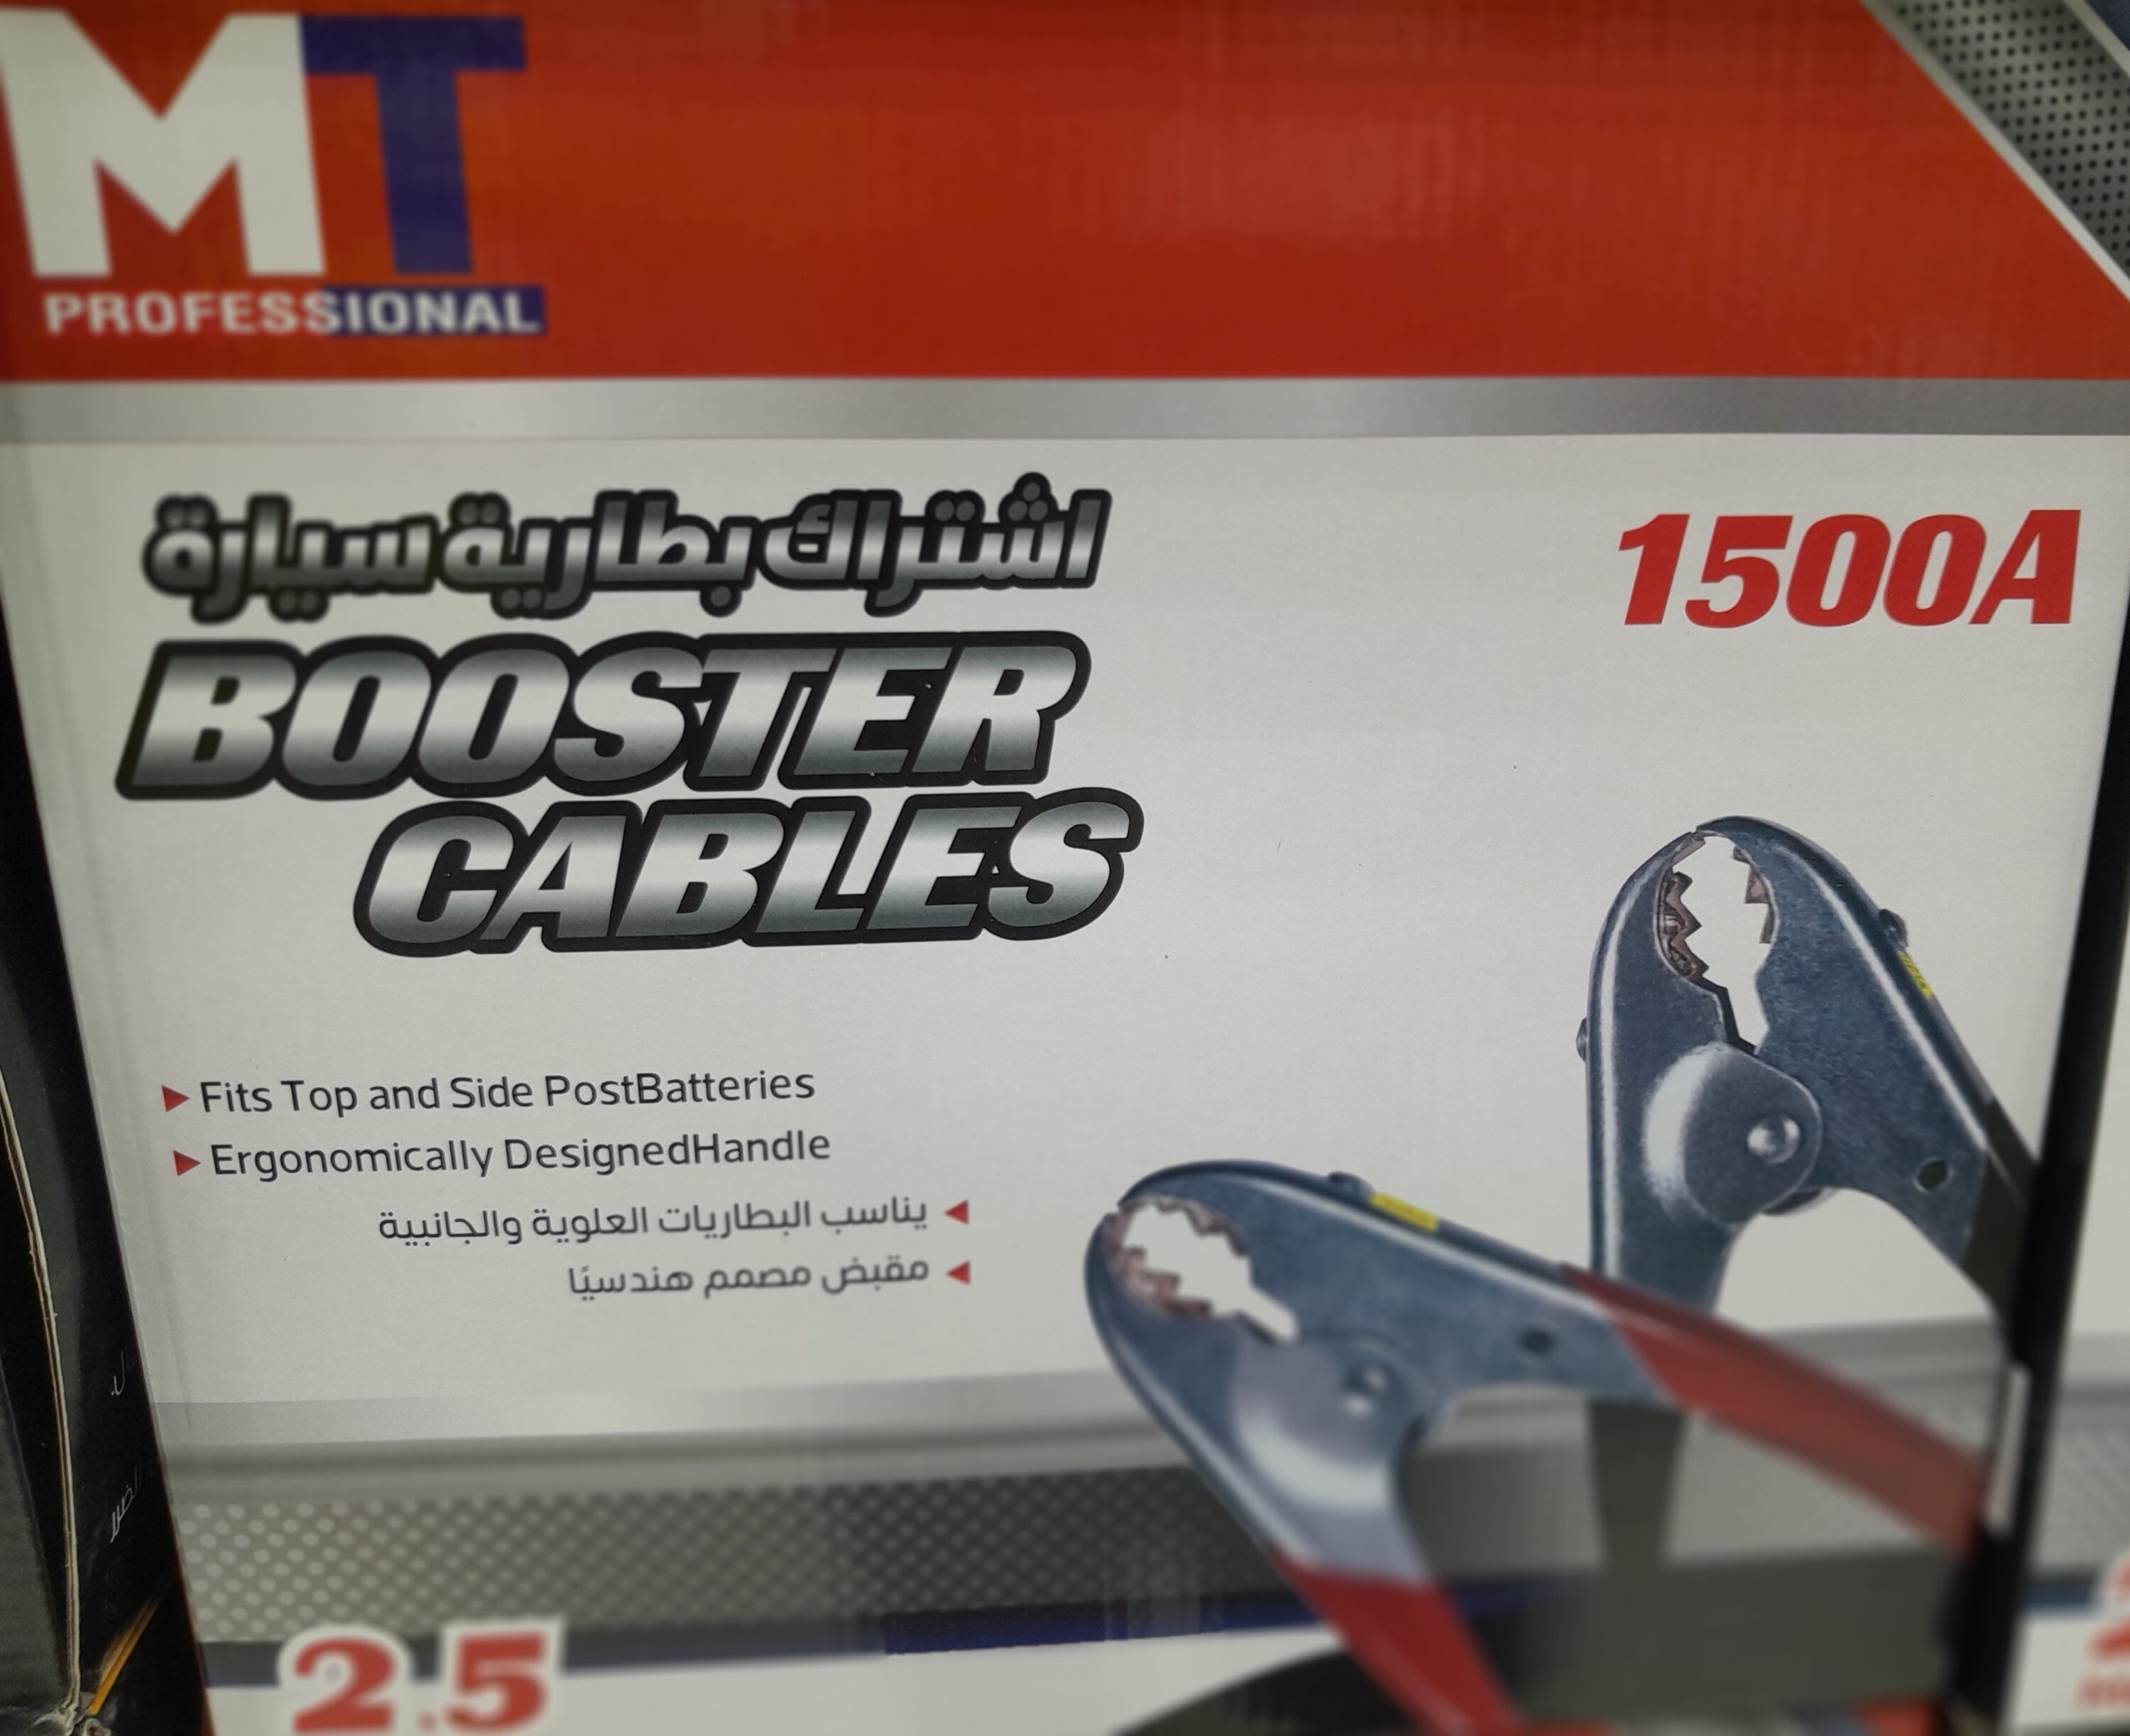 MT
PROFESSIONAL
اشتراك بطارية سيارة
1500A
BOOSTER
CABLES
Fits Top and Side PostBatteries
Ergonomically DesignedHandle
يناسب البطاريات العلوية والجانبية
مقبض مصمم هندسيًا
2.5